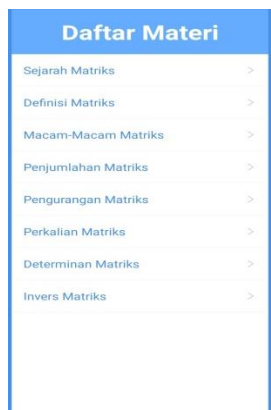 Daftar Materi
Sejarah Matriks >
Definisi Matriks >
Macam-Macam Matriks >
Penjumlahan Matriks >
Pengurangan Matriks >
Perkalian Matriks >
Determinan Matriks >
Invers Matriks >